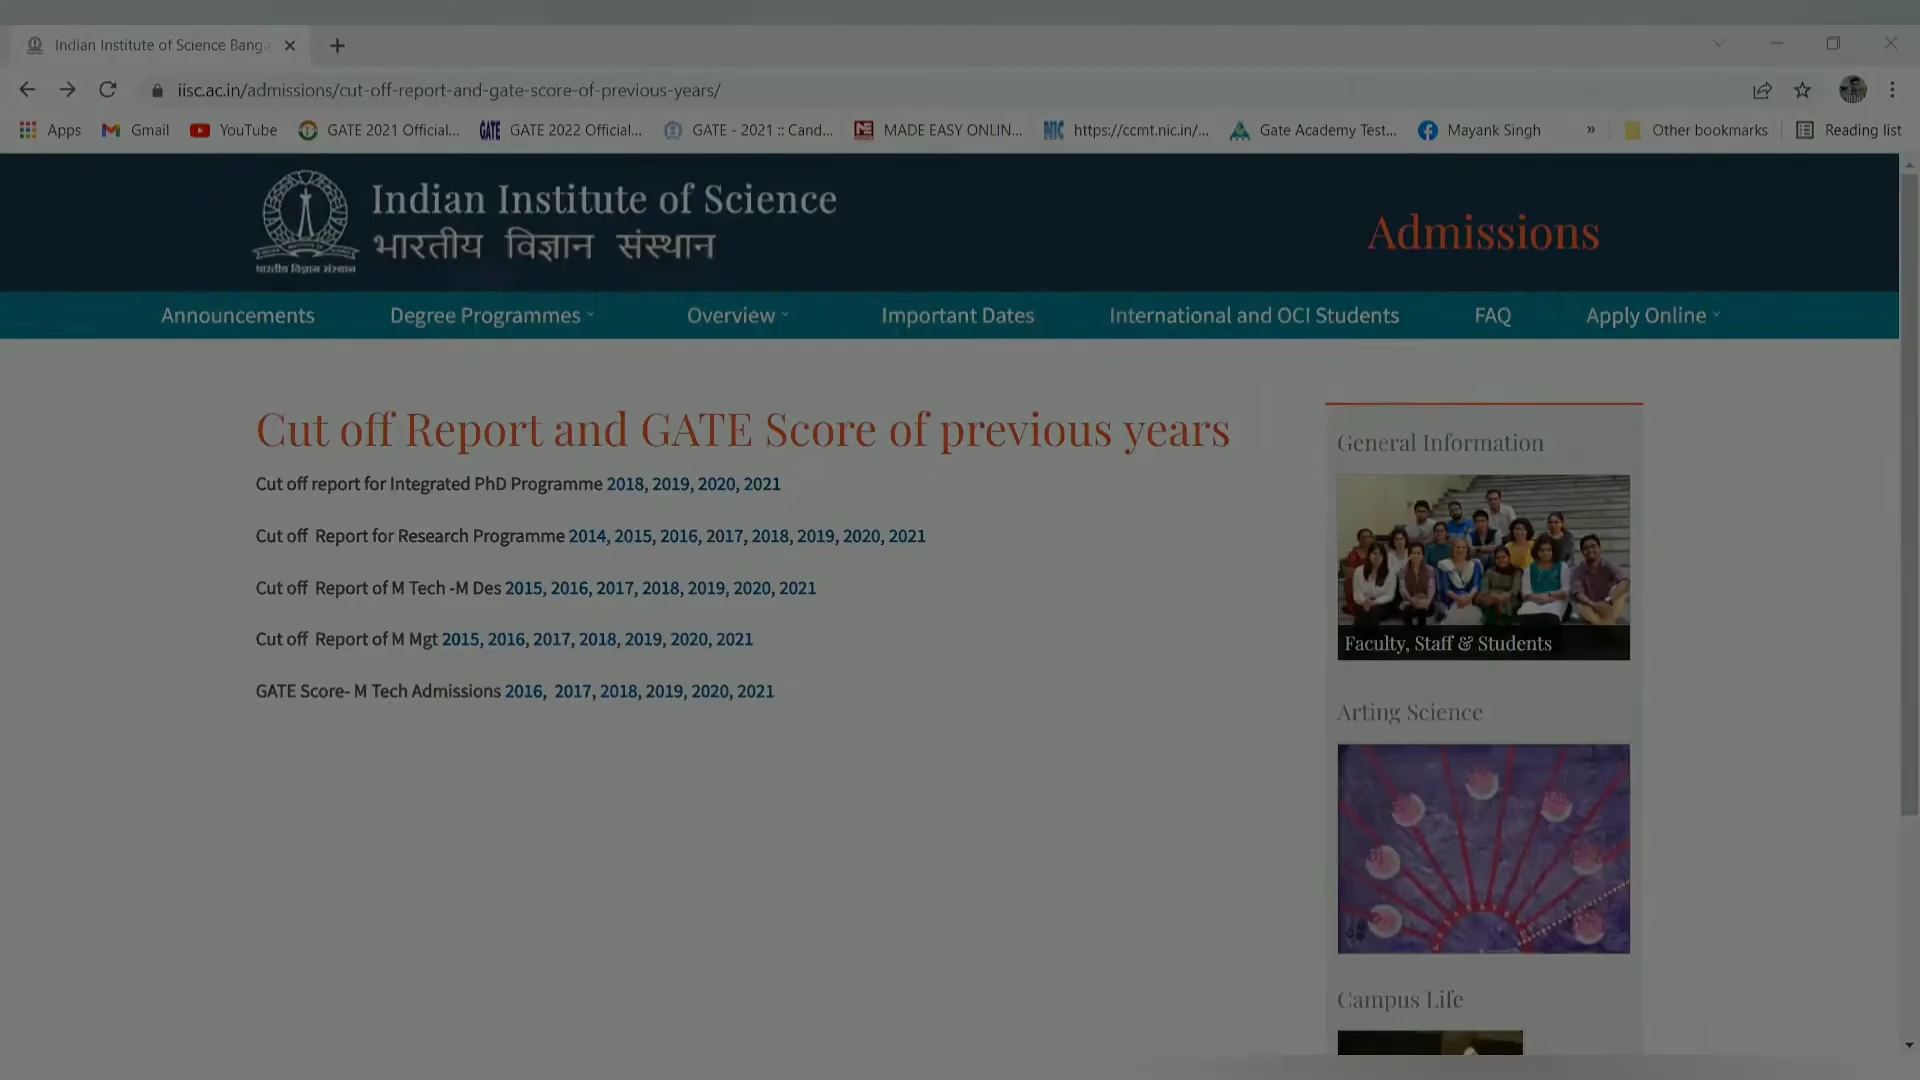 Indian Institute of Science Banga
iisc.ac.in/admissions/cut-off-report-and-gate-score-of-previous-years/
Apps Gmail YouTube GATE 2021 Official... GATE 2022 Official... GATE - 2021 :: Cand... MADE EASY ONLIN... https://ccmt.nic.in/... Gate Academy Test... Mayank Singh » Other bookmarks Reading list
Indian Institute of Science
भारतीय विज्ञान संस्थान
भारतीय विज्ञान संस्थान
Admissions
Announcements Degree Programmes Overview Important Dates International and OCI Students FAQ Apply Online
Cut off Report and GATE Score of previous years
Cut off report for Integrated PhD Programme 2018, 2019, 2020, 2021
Cut off Report for Research Programme 2014, 2015, 2016, 2017, 2018, 2019, 2020, 2021
Cut off Report of M Tech -M Des 2015, 2016, 2017, 2018, 2019, 2020, 2021
Cut off Report of M Mgt 2015, 2016, 2017, 2018, 2019, 2020, 2021
GATE Score- M Tech Admissions 2016, 2017, 2018, 2019, 2020, 2021
General Information
Faculty, Staff & Students
Arting Science
Campus Life